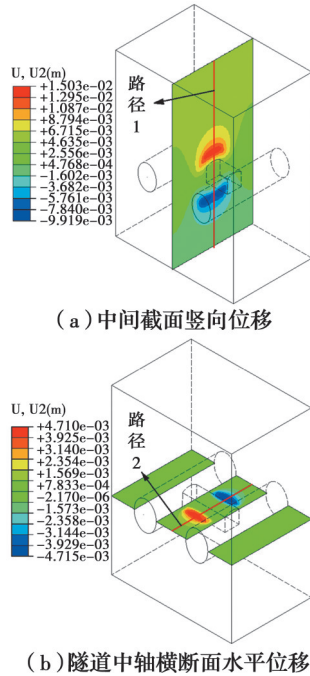 U, U2(m)
+1.503e-02
+1.295e-02
+1.087e-02
+8.794e-03
+6.715e-03
+4.635e-03
+2.556e-03
+4.768e-04
-1.602e-03
-3.682e-03
-5.761e-03
-7.840e-03
-9.919e-03
路径1
(a)中间截面竖向位移
U, U2(m)
+4.710e-03
+3.925e-03
+3.140e-03
+2.354e-03
+1.569e-03
+7.833e-04
-2.170e-06
-1.573e-03
-2.358e-03
-3.144e-03
-3.929e-03
-4.715e-03
路径2
(b)隧道中轴横断面水平位移